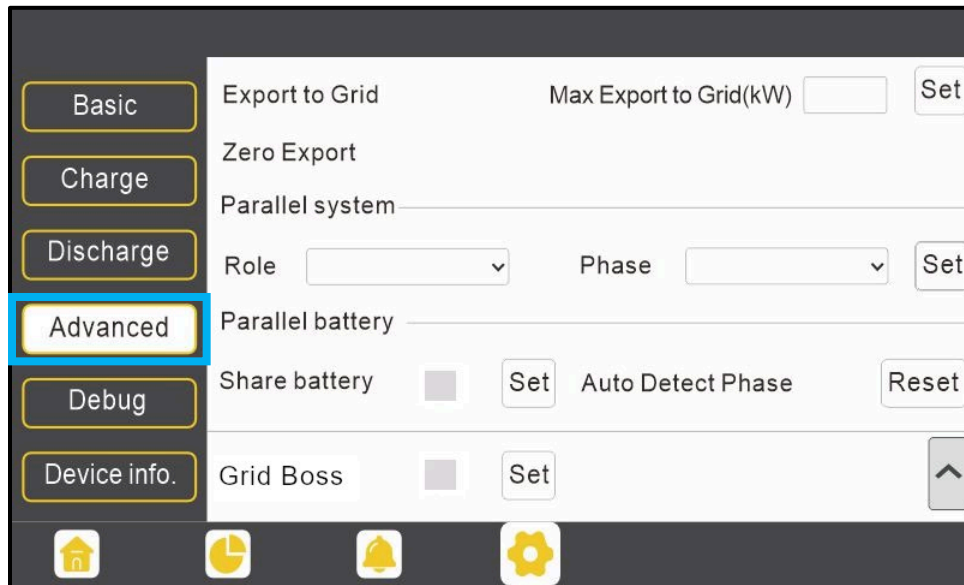 Basic
Charge
Discharge
Advanced
Debug
Device info.
Export to Grid Max Export to Grid(kW) Set
Zero Export
Parallel system
Role Phase Set
Parallel battery
Share battery Set Auto Detect Phase Reset
Grid Boss Set